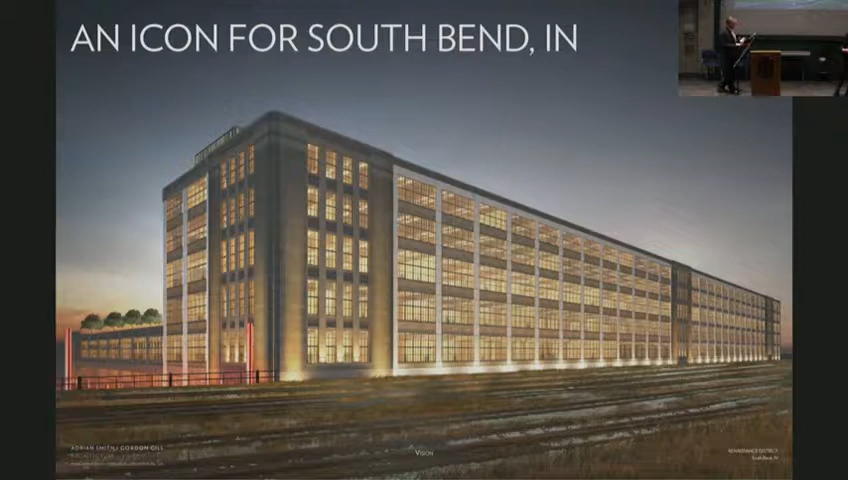 AN ICON FOR SOUTH BEND, IN
ADRIAN SMITH + GORDON GILL
VISION
RENAISSANCE DISTRICT
South Bend, IN